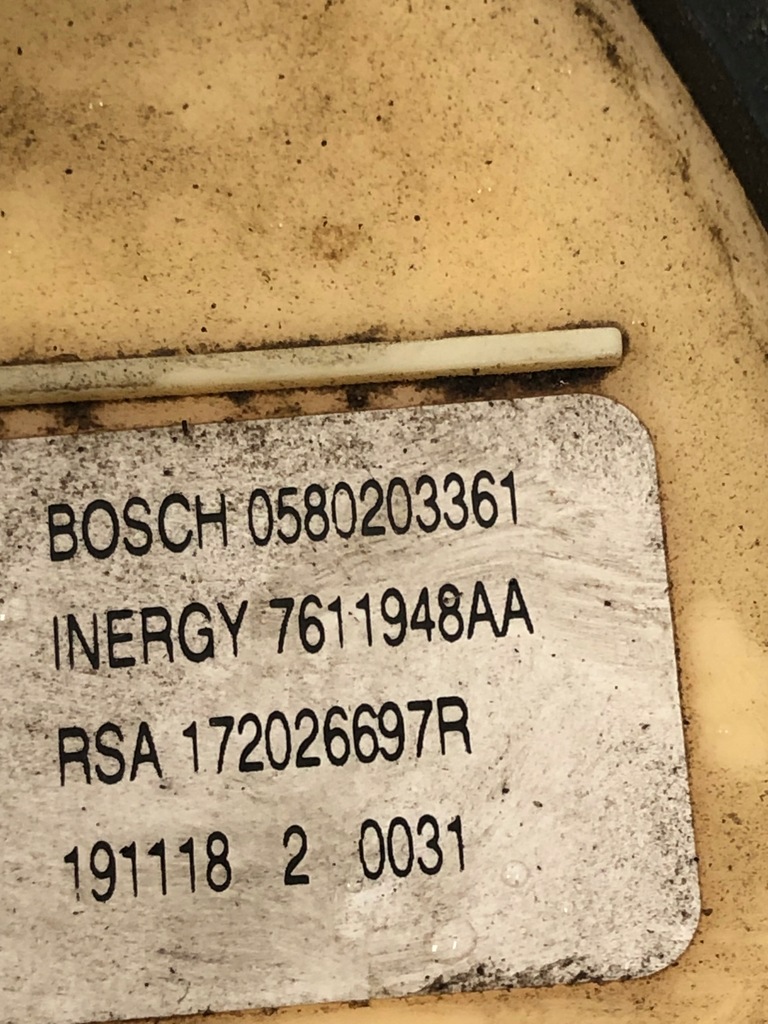 BOSCH 0580203361
INERGY 7611948AA
RSA 172026697R
191118 2 0031